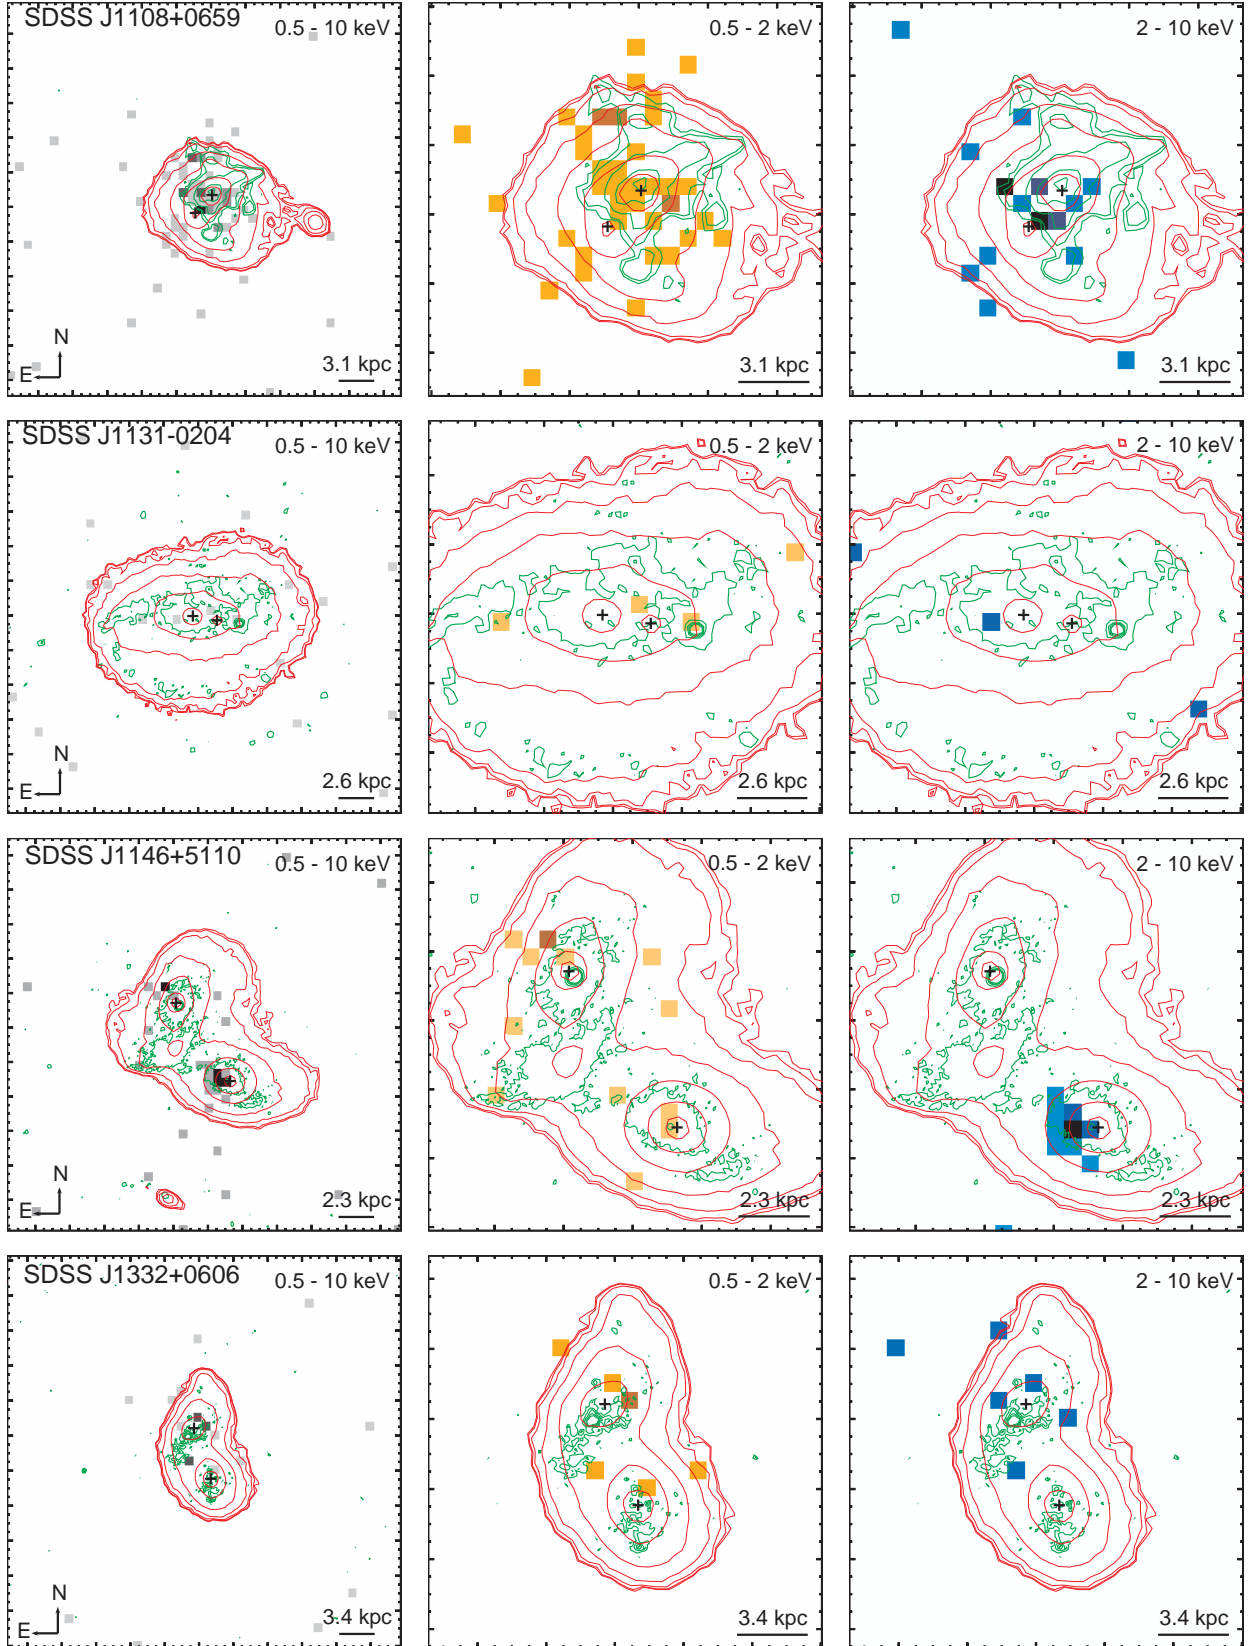 SDSS J1108+0659
0.5 - 10 keV
0.5 - 2 keV
2 - 10 keV
N
E
3.1 kpc
3.1 kpc
3.1 kpc
SDSS J1131-0204
0.5 - 10 keV
0.5 - 2 keV
2 - 10 keV
N
E
2.6 kpc
2.6 kpc
2.6 kpc
SDSS J1146+5110
0.5 - 10 keV
0.5 - 2 keV
2 - 10 keV
N
E
2.3 kpc
2.3 kpc
2.3 kpc
SDSS J1332+0606
0.5 - 10 keV
0.5 - 2 keV
2 - 10 keV
N
E
3.4 kpc
3.4 kpc
3.4 kpc